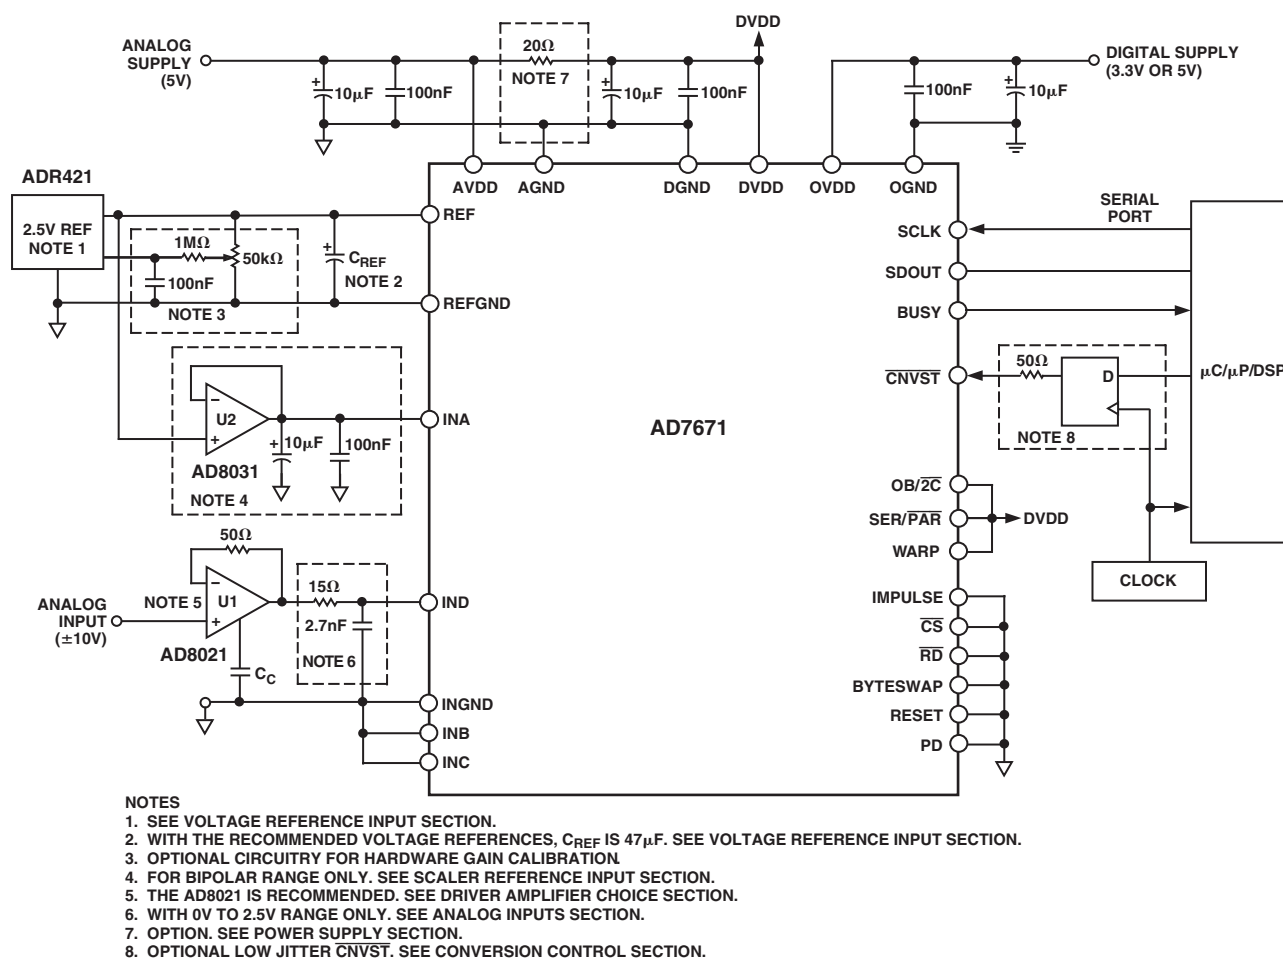 DVDD
ANALOG
SUPPLY
(5V)
20Ω
NOTE 7
DIGITAL SUPPLY
(3.3V OR 5V)
+
10μF
100nF
+
10μF
100nF
100nF
+
10μF
ADR421
AVDD
AGND
DGND
DVDD
OVDD
OGND
2.5V REF
NOTE 1
REF
1MΩ
50kΩ
100nF
NOTE 3
+
CREF
NOTE 2
REFGND
SERIAL
PORT
SCLK
SDOUT
BUSY
CNVST
50Ω
D
NOTE 8
μC/μP/DSP
AD7671
−
U2
+
AD8031
NOTE 4
+
10μF
100nF
INA
OB/2C
SER/PAR
WARP
DVDD
CLOCK
50Ω
ANALOG
INPUT
(±10V)
NOTE 5
−
U1
+
AD8021
CC
15Ω
2.7nF
NOTE 6
IND
INGND
INB
INC
IMPULSE
CS
RD
BYTESWAP
RESET
PD
NOTES
1. SEE VOLTAGE REFERENCE INPUT SECTION.
2. WITH THE RECOMMENDED VOLTAGE REFERENCES, CREF IS 47μF. SEE VOLTAGE REFERENCE INPUT SECTION.
3. OPTIONAL CIRCUITRY FOR HARDWARE GAIN CALIBRATION.
4. FOR BIPOLAR RANGE ONLY. SEE SCALER REFERENCE INPUT SECTION.
5. THE AD8021 IS RECOMMENDED. SEE DRIVER AMPLIFIER CHOICE SECTION.
6. WITH 0V TO 2.5V RANGE ONLY. SEE ANALOG INPUTS SECTION.
7. OPTION. SEE POWER SUPPLY SECTION.
8. OPTIONAL LOW JITTER CNVST. SEE CONVERSION CONTROL SECTION.